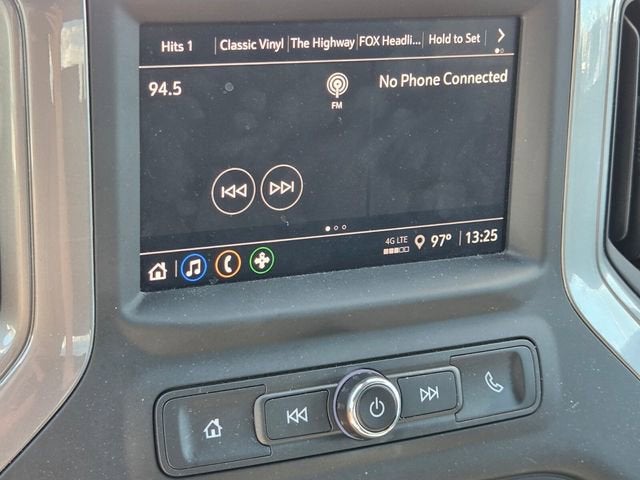 Hits 1 Classic Vinyl The Highway FOX Headli... Hold to Set
94.5 FM No Phone Connected
4G LTE 97° 13:25